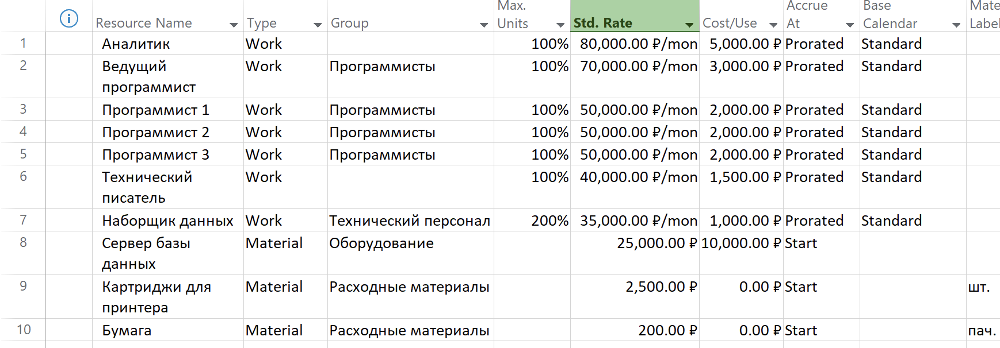 Resource Name Type Group Max. Units Std. Rate Cost/Use Accrue At Base Calendar Mate Label
1 Аналитик Work 100% 80,000.00 ₽/mon 5,000.00 ₽ Prorated Standard
2 Ведущий программист Work Программисты 100% 70,000.00 ₽/mon 3,000.00 ₽ Prorated Standard
3 Программист 1 Work Программисты 100% 50,000.00 ₽/mon 2,000.00 ₽ Prorated Standard
4 Программист 2 Work Программисты 100% 50,000.00 ₽/mon 2,000.00 ₽ Prorated Standard
5 Программист 3 Work Программисты 100% 50,000.00 ₽/mon 2,000.00 ₽ Prorated Standard
6 Технический писатель Work 100% 40,000.00 ₽/mon 1,500.00 ₽ Prorated Standard
7 Наборщик данных Work Технический персонал 200% 35,000.00 ₽/mon 1,000.00 ₽ Prorated Standard
8 Сервер базы данных Material Оборудование 25,000.00 ₽ 10,000.00 ₽ Start
9 Картриджи для принтера Material Расходные материалы 2,500.00 ₽ 0.00 ₽ Start шт.
10 Бумага Material Расходные материалы 200.00 ₽ 0.00 ₽ Start пач.